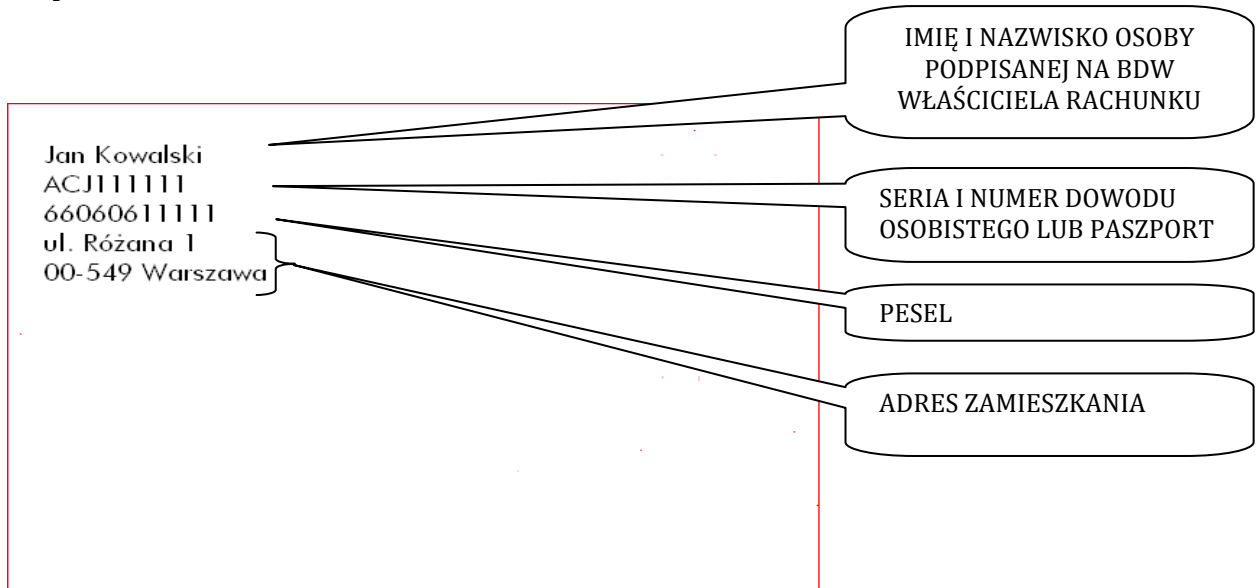 IMIĘ I NAZWISKO OSOBY
PODPISANEJ NA BDW
WŁAŚCICIELA RACHUNKU
Jan Kowalski
ACJ111111
66060611111
ul. Różana 1
00-549 Warszawa
SERIA I NUMER DOWODU
OSOBISTEGO LUB PASZPORT
PESEL
ADRES ZAMIESZKANIA